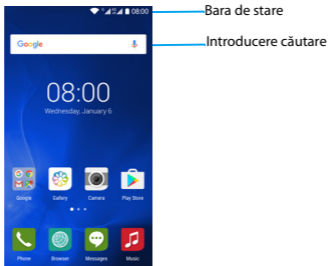 08:00
Bara de stare
Google
Introducere căutare
08:00
Wednesday, January 6
Google
Gallery
Camera
Play Store
Phone
Browser
Messages
Music